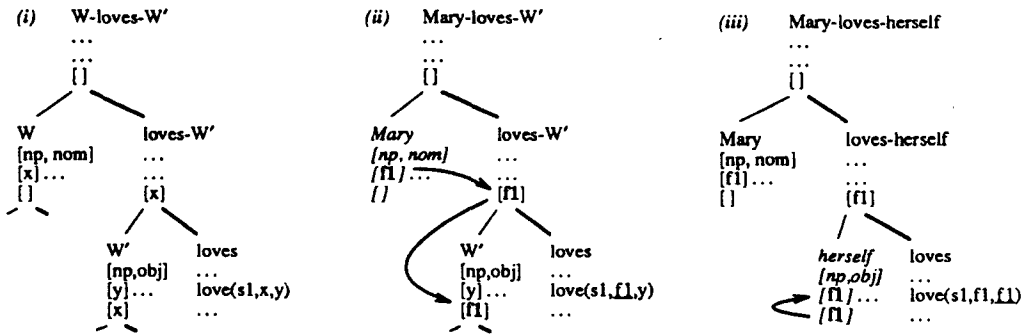 (i) W-loves-W'
...
...
[ ]
W
[np, nom]
[x] ...
[ ]
loves-W'
...
...
[x]
W'
[np,obj]
[y] ...
[x]
loves
...
love(s1,x,y)
...
(ii) Mary-loves-W'
...
...
[ ]
Mary
[np, nom]
[f1] ...
[ ]
loves-W'
...
...
[f1]
W'
[np,obj]
[y] ...
[f1]
loves
...
love(s1,f1,y)
...
(iii) Mary-loves-herself
...
...
[ ]
Mary
[np, nom]
[f1] ...
[ ]
loves-herself
...
...
[f1]
herself
[np,obj]
[f1] ...
[f1]
loves
...
love(s1,f1,f1)
...